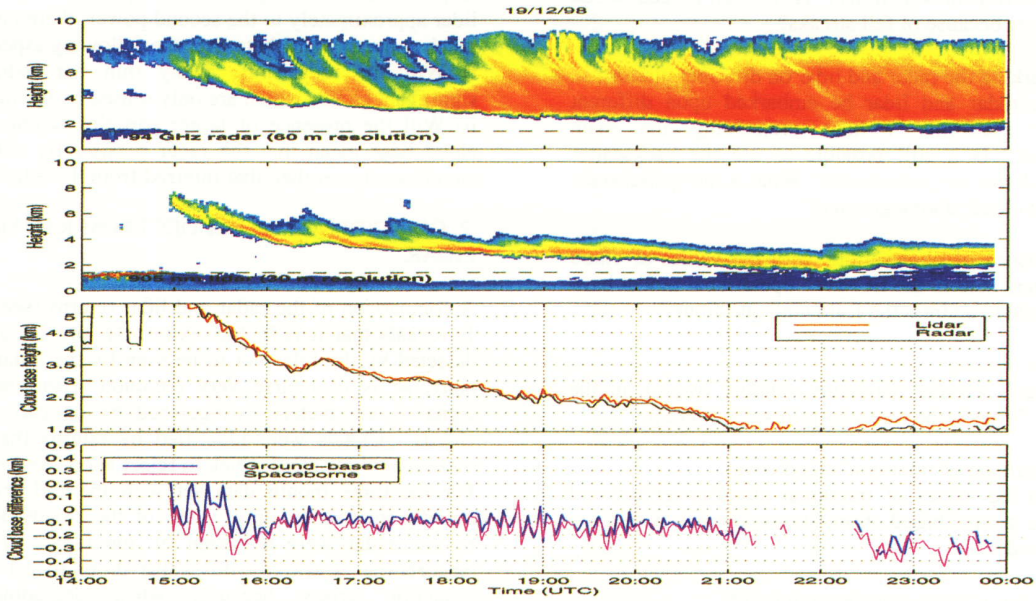 19/12/98
10
8
6
4
2
0
Height (km)
94 GHz radar (60 m resolution)
10
8
6
4
2
0
Height (km)
resolution)
5
4.5
4
3.5
3
2.5
2
1.5
Cloud base height (km)
Lidar
Radar
0.5
0.4
0.3
0.2
0.1
0
−0.1
−0.2
−0.3
−0.4
−0.5
Cloud base difference (km)
Ground−based
Spaceborne
14:00 15:00 16:00 17:00 18:00 19:00 20:00 21:00 22:00 23:00 00:00
Time (UTC)